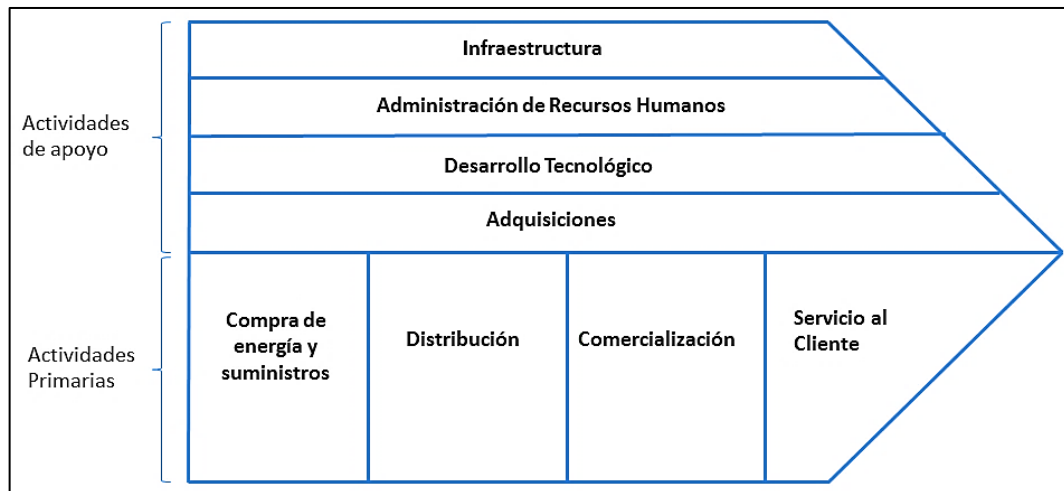 Infraestructura
Administración de Recursos Humanos
Actividades
de apoyo
Desarrollo Tecnológico
Adquisiciones
Compra de
energía y
suministros
Distribución
Comercialización
Servicio al
Cliente
Actividades
Primarias